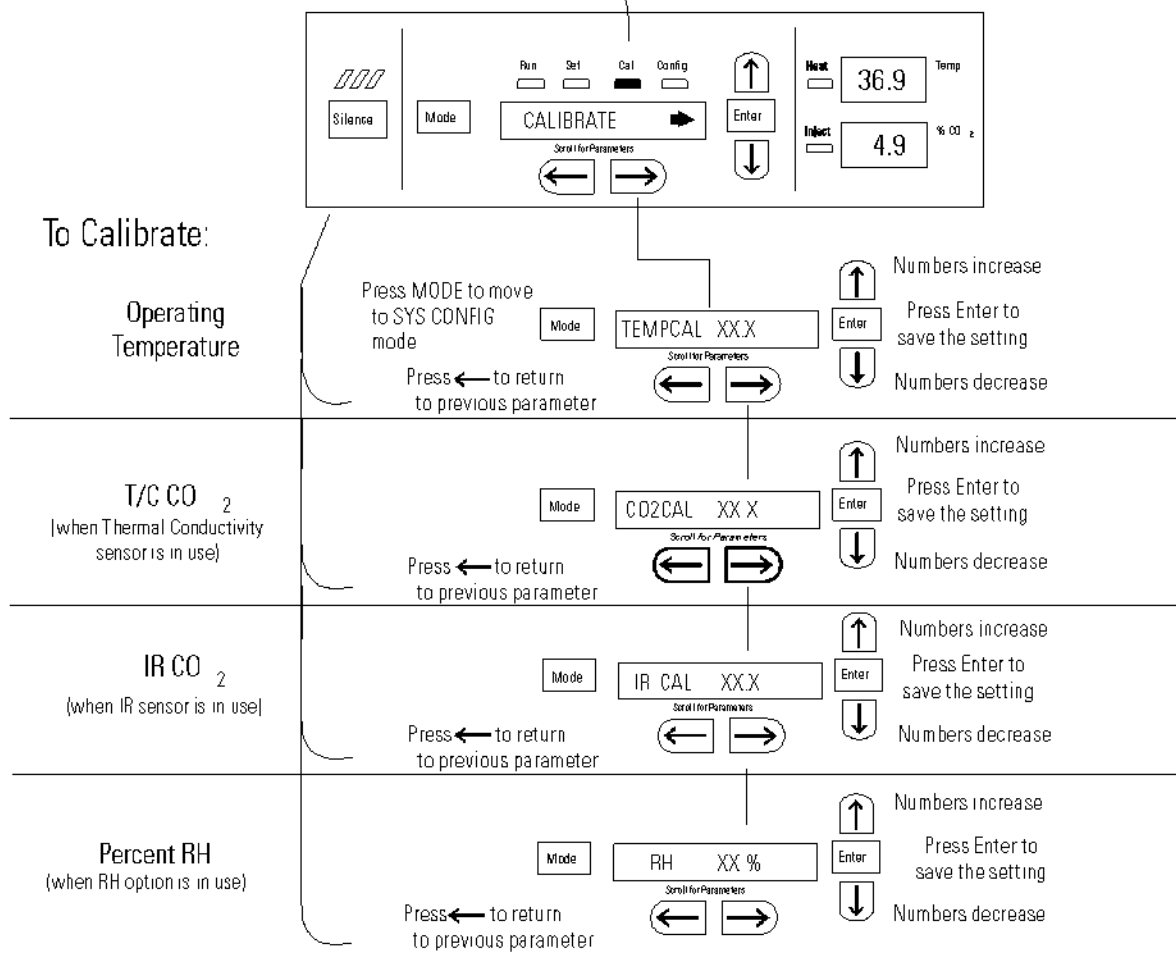 Run Set Cal Config
Silence
Mode
CALIBRATE
Scroll for Parameters
Enter
Heat 36.9 Temp
Inject 4.9 % CO 2
To Calibrate:
Operating
Temperature
Press MODE to move
to SYS CONFIG
mode
Press to return
to previous parameter
Mode
TEMPCAL XX.X
Scroll for Parameters
Enter
Numbers increase
Press Enter to
save the setting
Numbers decrease
T/C CO 2
(when Thermal Conductivity
sensor is in use)
Press to return
to previous parameter
Mode
CO2CAL XX X
Scroll for Parameters
Enter
Numbers increase
Press Enter to
save the setting
Numbers decrease
IR CO 2
(when IR sensor is in use)
Press to return
to previous parameter
Mode
IR CAL XX.X
Scroll for Parameters
Enter
Numbers increase
Press Enter to
save the setting
Numbers decrease
Percent RH
(when RH option is in use)
Press to return
to previous parameter
Mode
RH XX %
Scroll for Parameters
Enter
Numbers increase
Press Enter to
save the setting
Numbers decrease